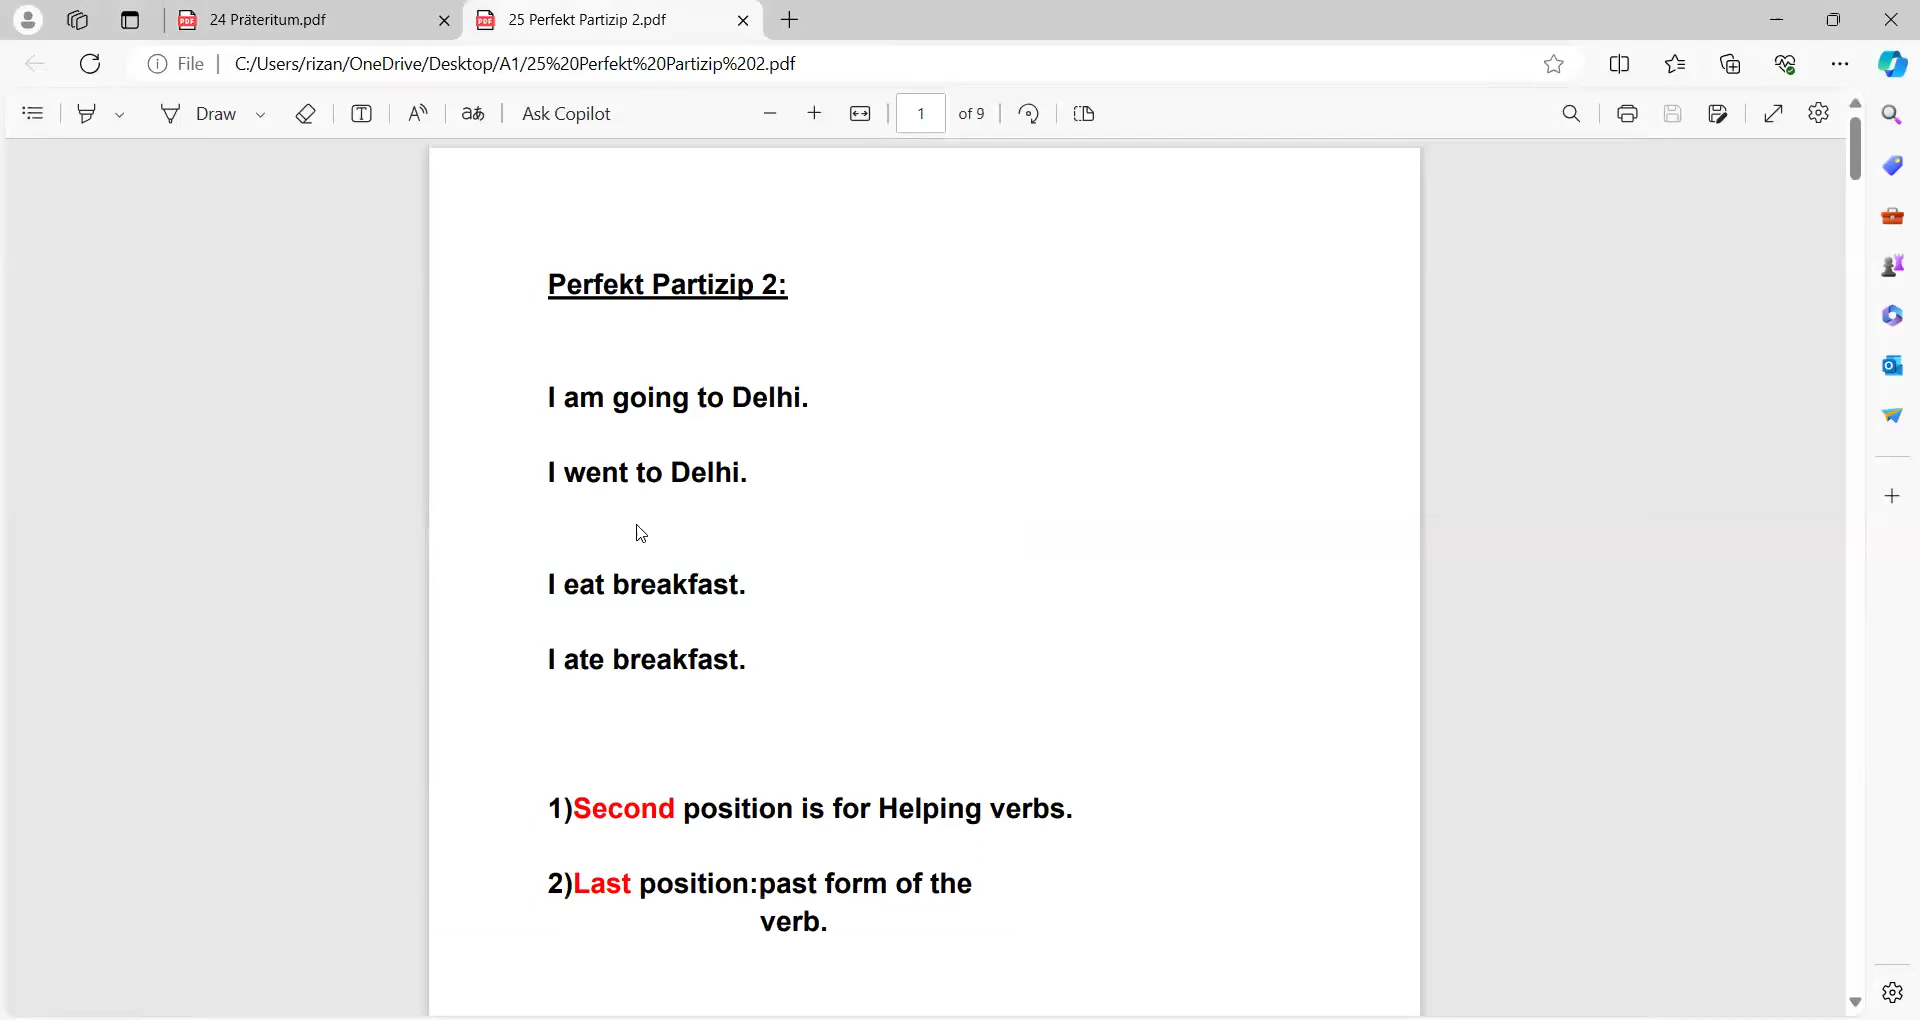 24 Präteritum.pdf
25 Perfekt Partizip 2.pdf
File
C:/Users/rizan/OneDrive/Desktop/A1/25%20Perfekt%20Partizip%202.pdf
Draw
Ask Copilot
1 of 9
Perfekt Partizip 2:
I am going to Delhi.
I went to Delhi.
I eat breakfast.
I ate breakfast.
1)Second position is for Helping verbs.
2)Last position:past form of the
verb.